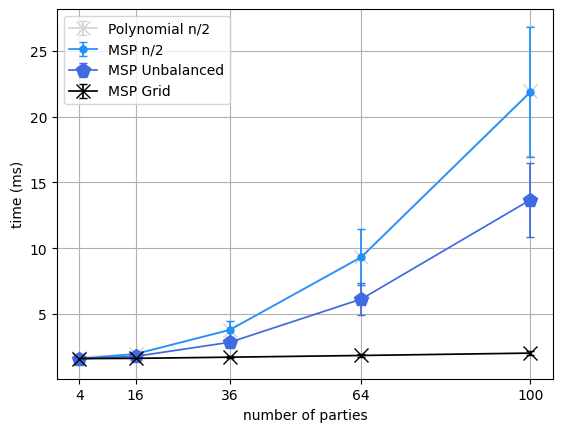 Polynomial n/2
MSP n/2
MSP Unbalanced
MSP Grid
25
20
15
10
5
time (ms)
4 16 36 64 100
number of parties